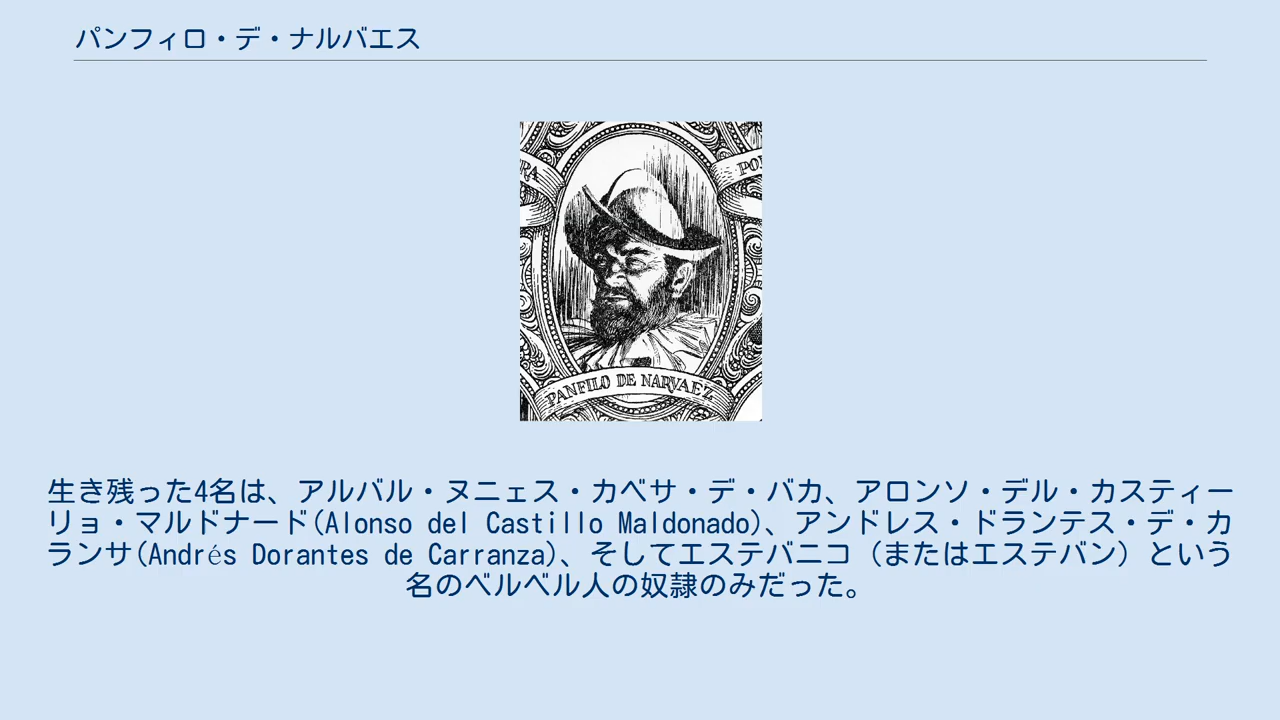 パンフィロ・デ・ナルバエス
RA
PO
PANFILO DE NARVAEZ
生き残った4名は、アルバル・ヌニェス・カベサ・デ・バカ、アロンソ・デル・カスティー
リョ・マルドナード(Alonso del Castillo Maldonado)、アンドレス・ドランテス・デ・カ
ランサ(Andrés Dorantes de Carranza)、そしてエステバニコ（またはエステバン）という
名のベルベル人の奴隷のみだった。